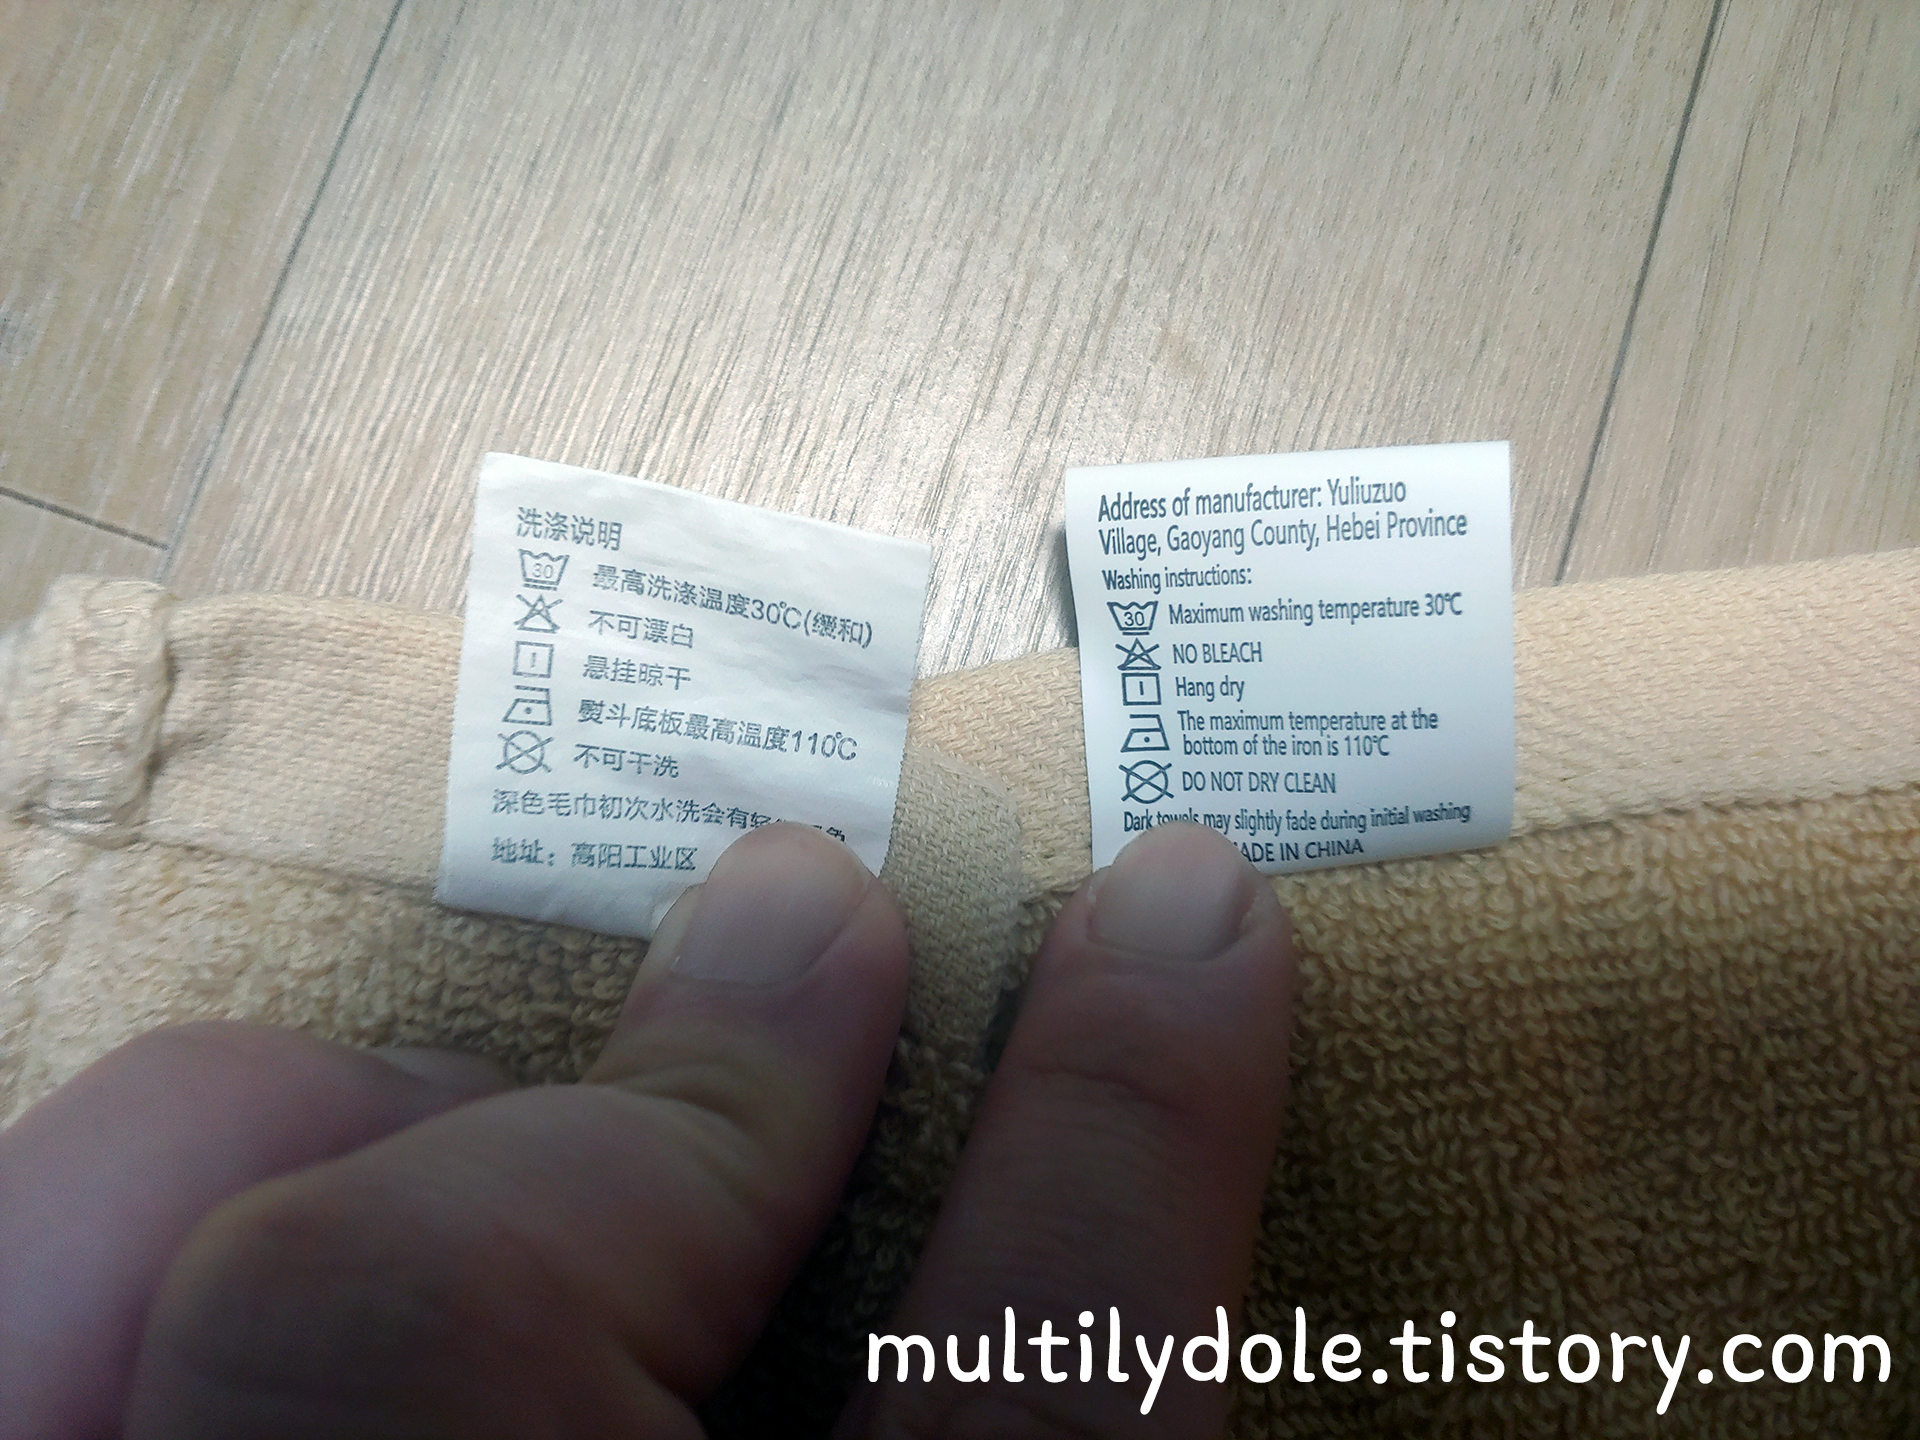 洗涤说明
30 最高洗涤温度30℃(缓和)
不可漂白
悬挂晾干
熨斗底板最高温度110℃
不可干洗
深色毛巾初次水洗会有轻
地址：高阳工业区
Address of manufacturer: Yuliuzuo
Village, Gaoyang County, Hebei Province
Washing instructions:
30 Maximum washing temperature 30℃
NO BLEACH
Hang dry
The maximum temperature at the
bottom of the iron is 110℃
DO NOT DRY CLEAN
Dark towels may slightly fade during initial washing
ADE IN CHINA
multilydole.tistory.com